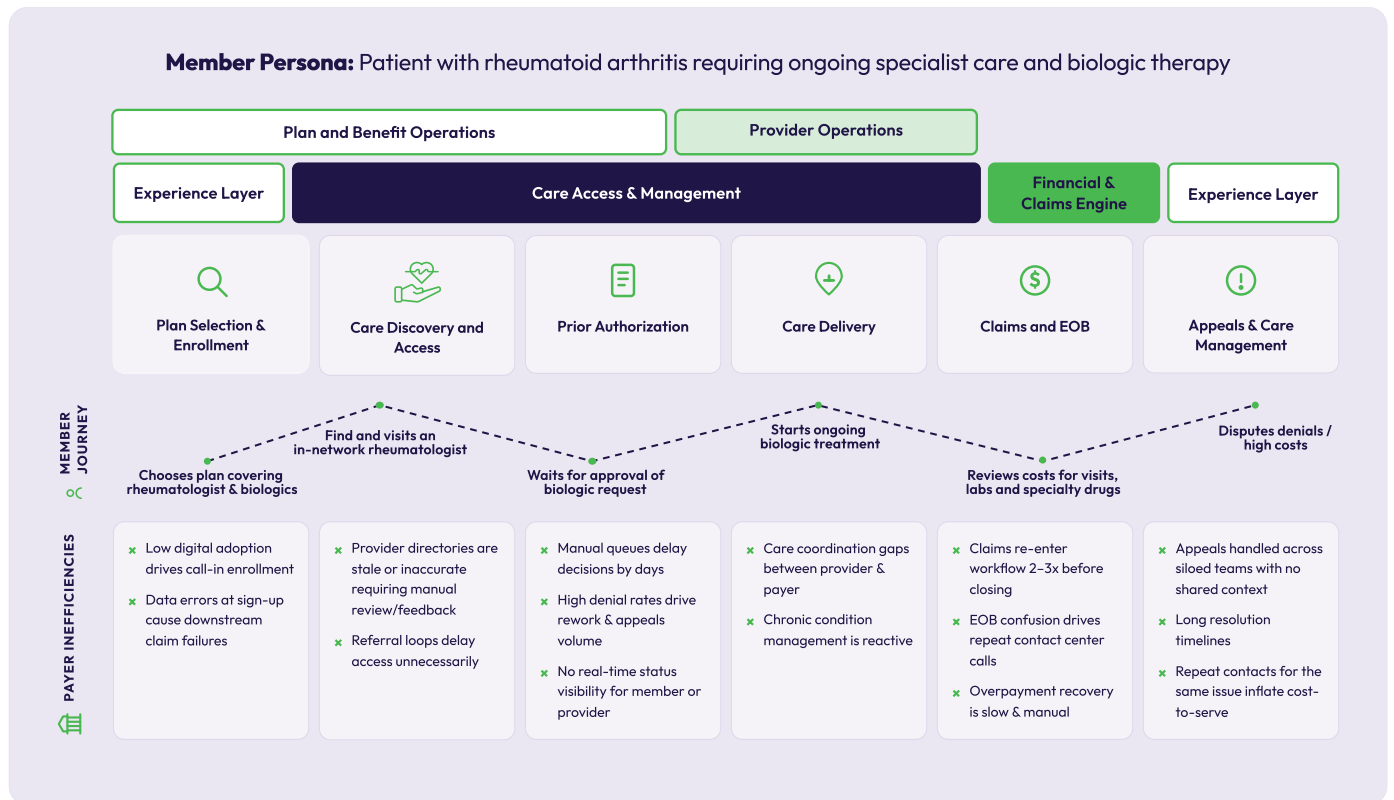 Member Persona: Patient with rheumatoid arthritis requiring ongoing specialist care and biologic therapy
Plan and Benefit Operations
Provider Operations
Experience Layer
Care Access & Management
Financial &
Claims Engine
Experience Layer
Plan Selection &
Enrollment
Care Discovery and
Access
Prior Authorization
Care Delivery
Claims and EOB
Appeals & Care
Management
MEMBER
JOURNEY
Chooses plan covering
rheumatologist & biologics
Find and visits an
in-network rheumatologist
Waits for approval of
biologic request
Starts ongoing
biologic treatment
Reviews costs for visits,
labs and specialty drugs
Disputes denials /
high costs
PAYER INEFFICIENCIES
Low digital adoption
drives call-in enrollment
Data errors at sign-up
cause downstream
claim failures
Provider directories are
stale or inaccurate
requiring manual
review/feedback
Referral loops delay
access unnecessarily
Manual queues delay
decisions by days
High denial rates drive
rework & appeals
volume
No real-time status
visibility for member or
provider
Care coordination gaps
between provider &
payer
Chronic condition
management is reactive
Claims re-enter
workflow 2–3x before
closing
EOB confusion drives
repeat contact center
calls
Overpayment recovery
is slow & manual
Appeals handled across
siloed teams with no
shared context
Long resolution
timelines
Repeat contacts for the
same issue inflate cost-
to-serve